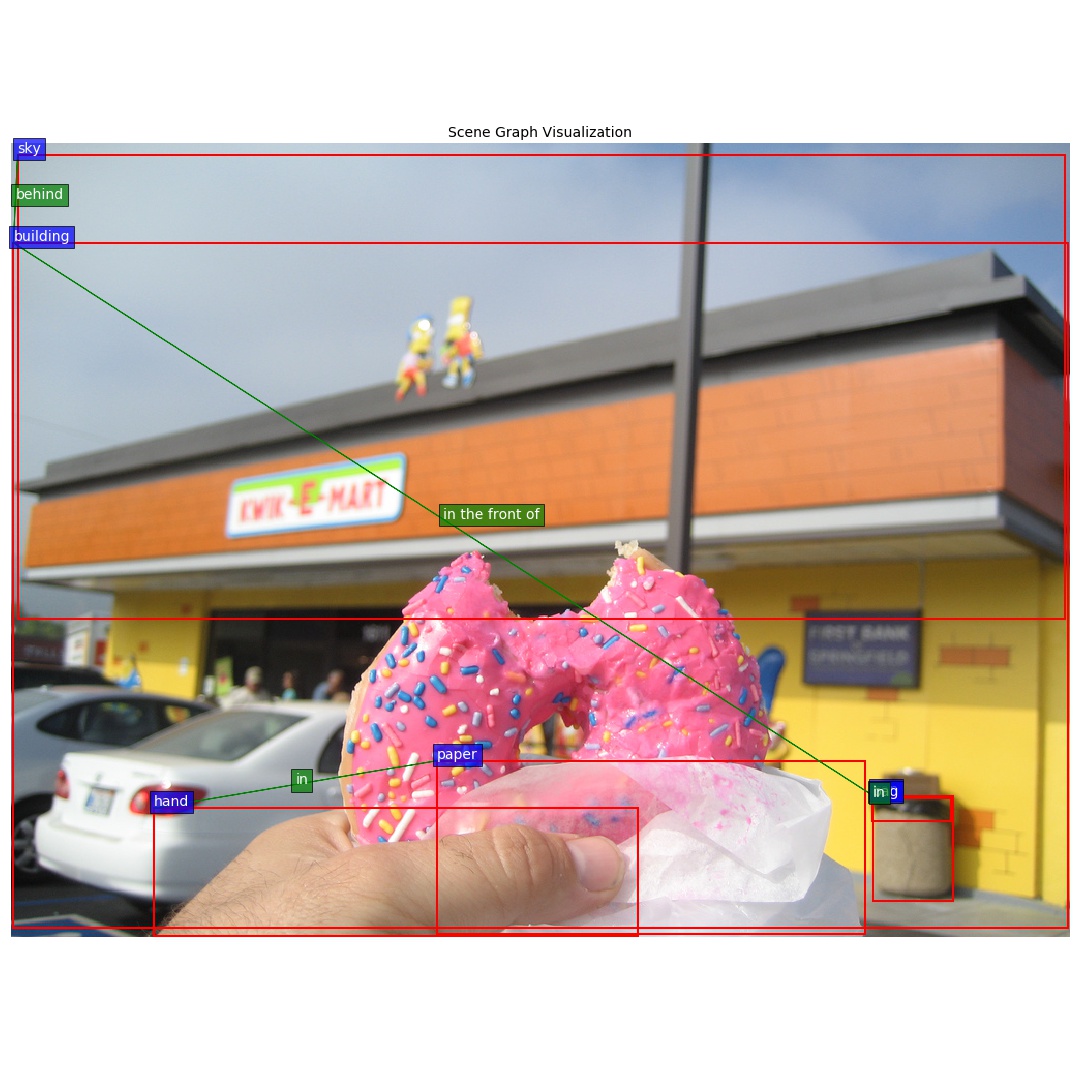 Scene Graph Visualization
sky
behind
building
KWIK-E-MART
in the front of
FIRST BANK
OF
SPRINGFIELD
paper
in
hand
in